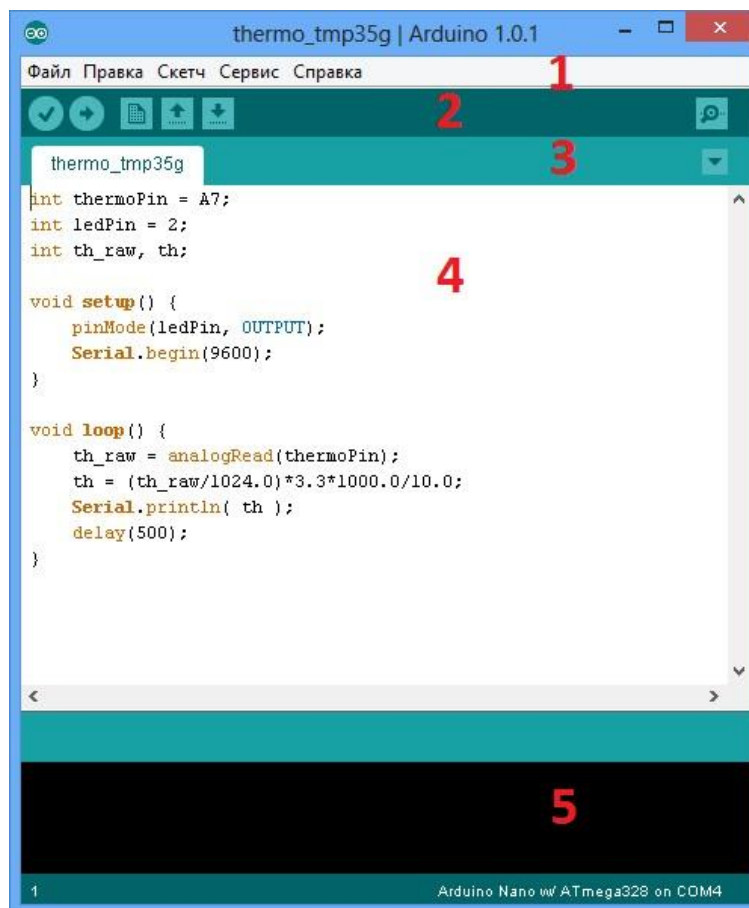 thermo_tmp35g | Arduino 1.0.1
Файл Правка Скетч Сервис Справка
1
2
3
thermo_tmp35g
int thermoPin = A7;
int ledPin = 2;
int th_raw, th;
4
void setup() {
    pinMode(ledPin, OUTPUT);
    Serial.begin(9600);
}
void loop() {
    th_raw = analogRead(thermoPin);
    th = (th_raw/1024.0)*3.3*1000.0/10.0;
    Serial.println( th );
    delay(500);
}
5
1 Arduino Nano w/ ATmega328 on COM4